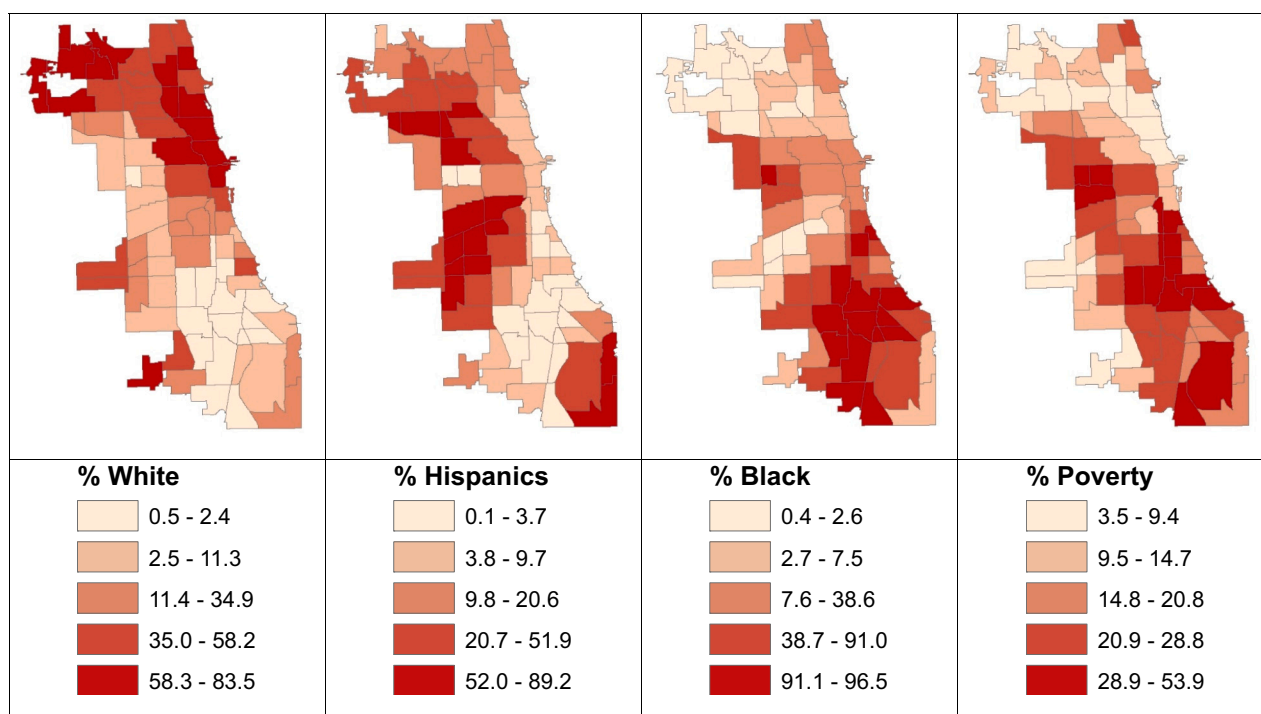 % White
0.5 - 2.4
2.5 - 11.3
11.4 - 34.9
35.0 - 58.2
58.3 - 83.5
% Hispanics
0.1 - 3.7
3.8 - 9.7
9.8 - 20.6
20.7 - 51.9
52.0 - 89.2
% Black
0.4 - 2.6
2.7 - 7.5
7.6 - 38.6
38.7 - 91.0
91.1 - 96.5
% Poverty
3.5 - 9.4
9.5 - 14.7
14.8 - 20.8
20.9 - 28.8
28.9 - 53.9